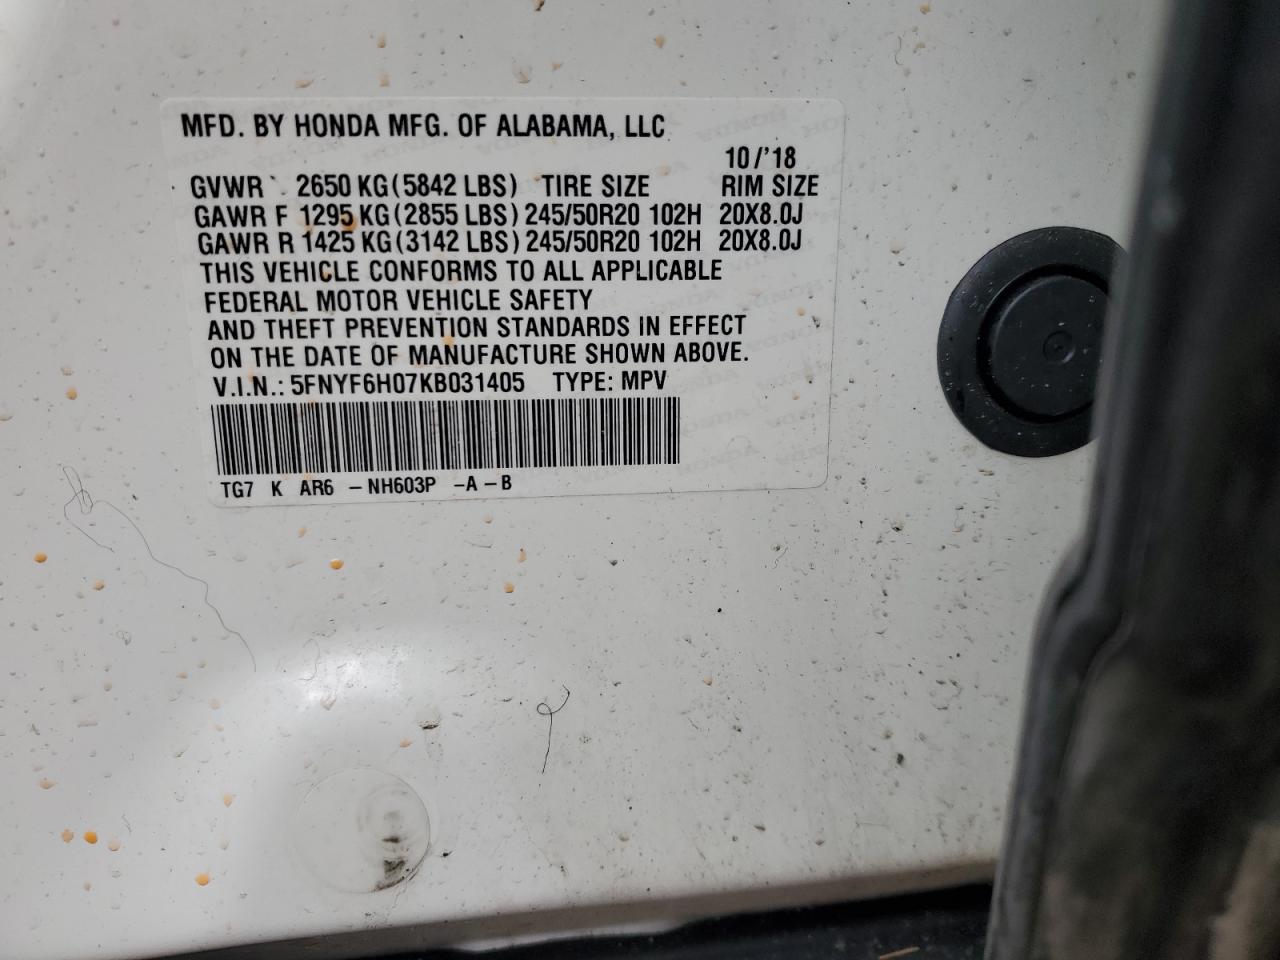 MFD. BY HONDA MFG. OF ALABAMA, LLC
10/'18
GVWR 2650 KG(5842 LBS) TIRE SIZE RIM SIZE
GAWR F 1295 KG(2855 LBS) 245/50R20 102H 20X8.0J
GAWR R 1425 KG(3142 LBS) 245/50R20 102H 20X8.0J
THIS VEHICLE CONFORMS TO ALL APPLICABLE
FEDERAL MOTOR VEHICLE SAFETY
AND THEFT PREVENTION STANDARDS IN EFFECT
ON THE DATE OF MANUFACTURE SHOWN ABOVE.
V.I.N.: 5FNYF6H07KB031405 TYPE: MPV
TG7 K AR6 -NH603P -A-B